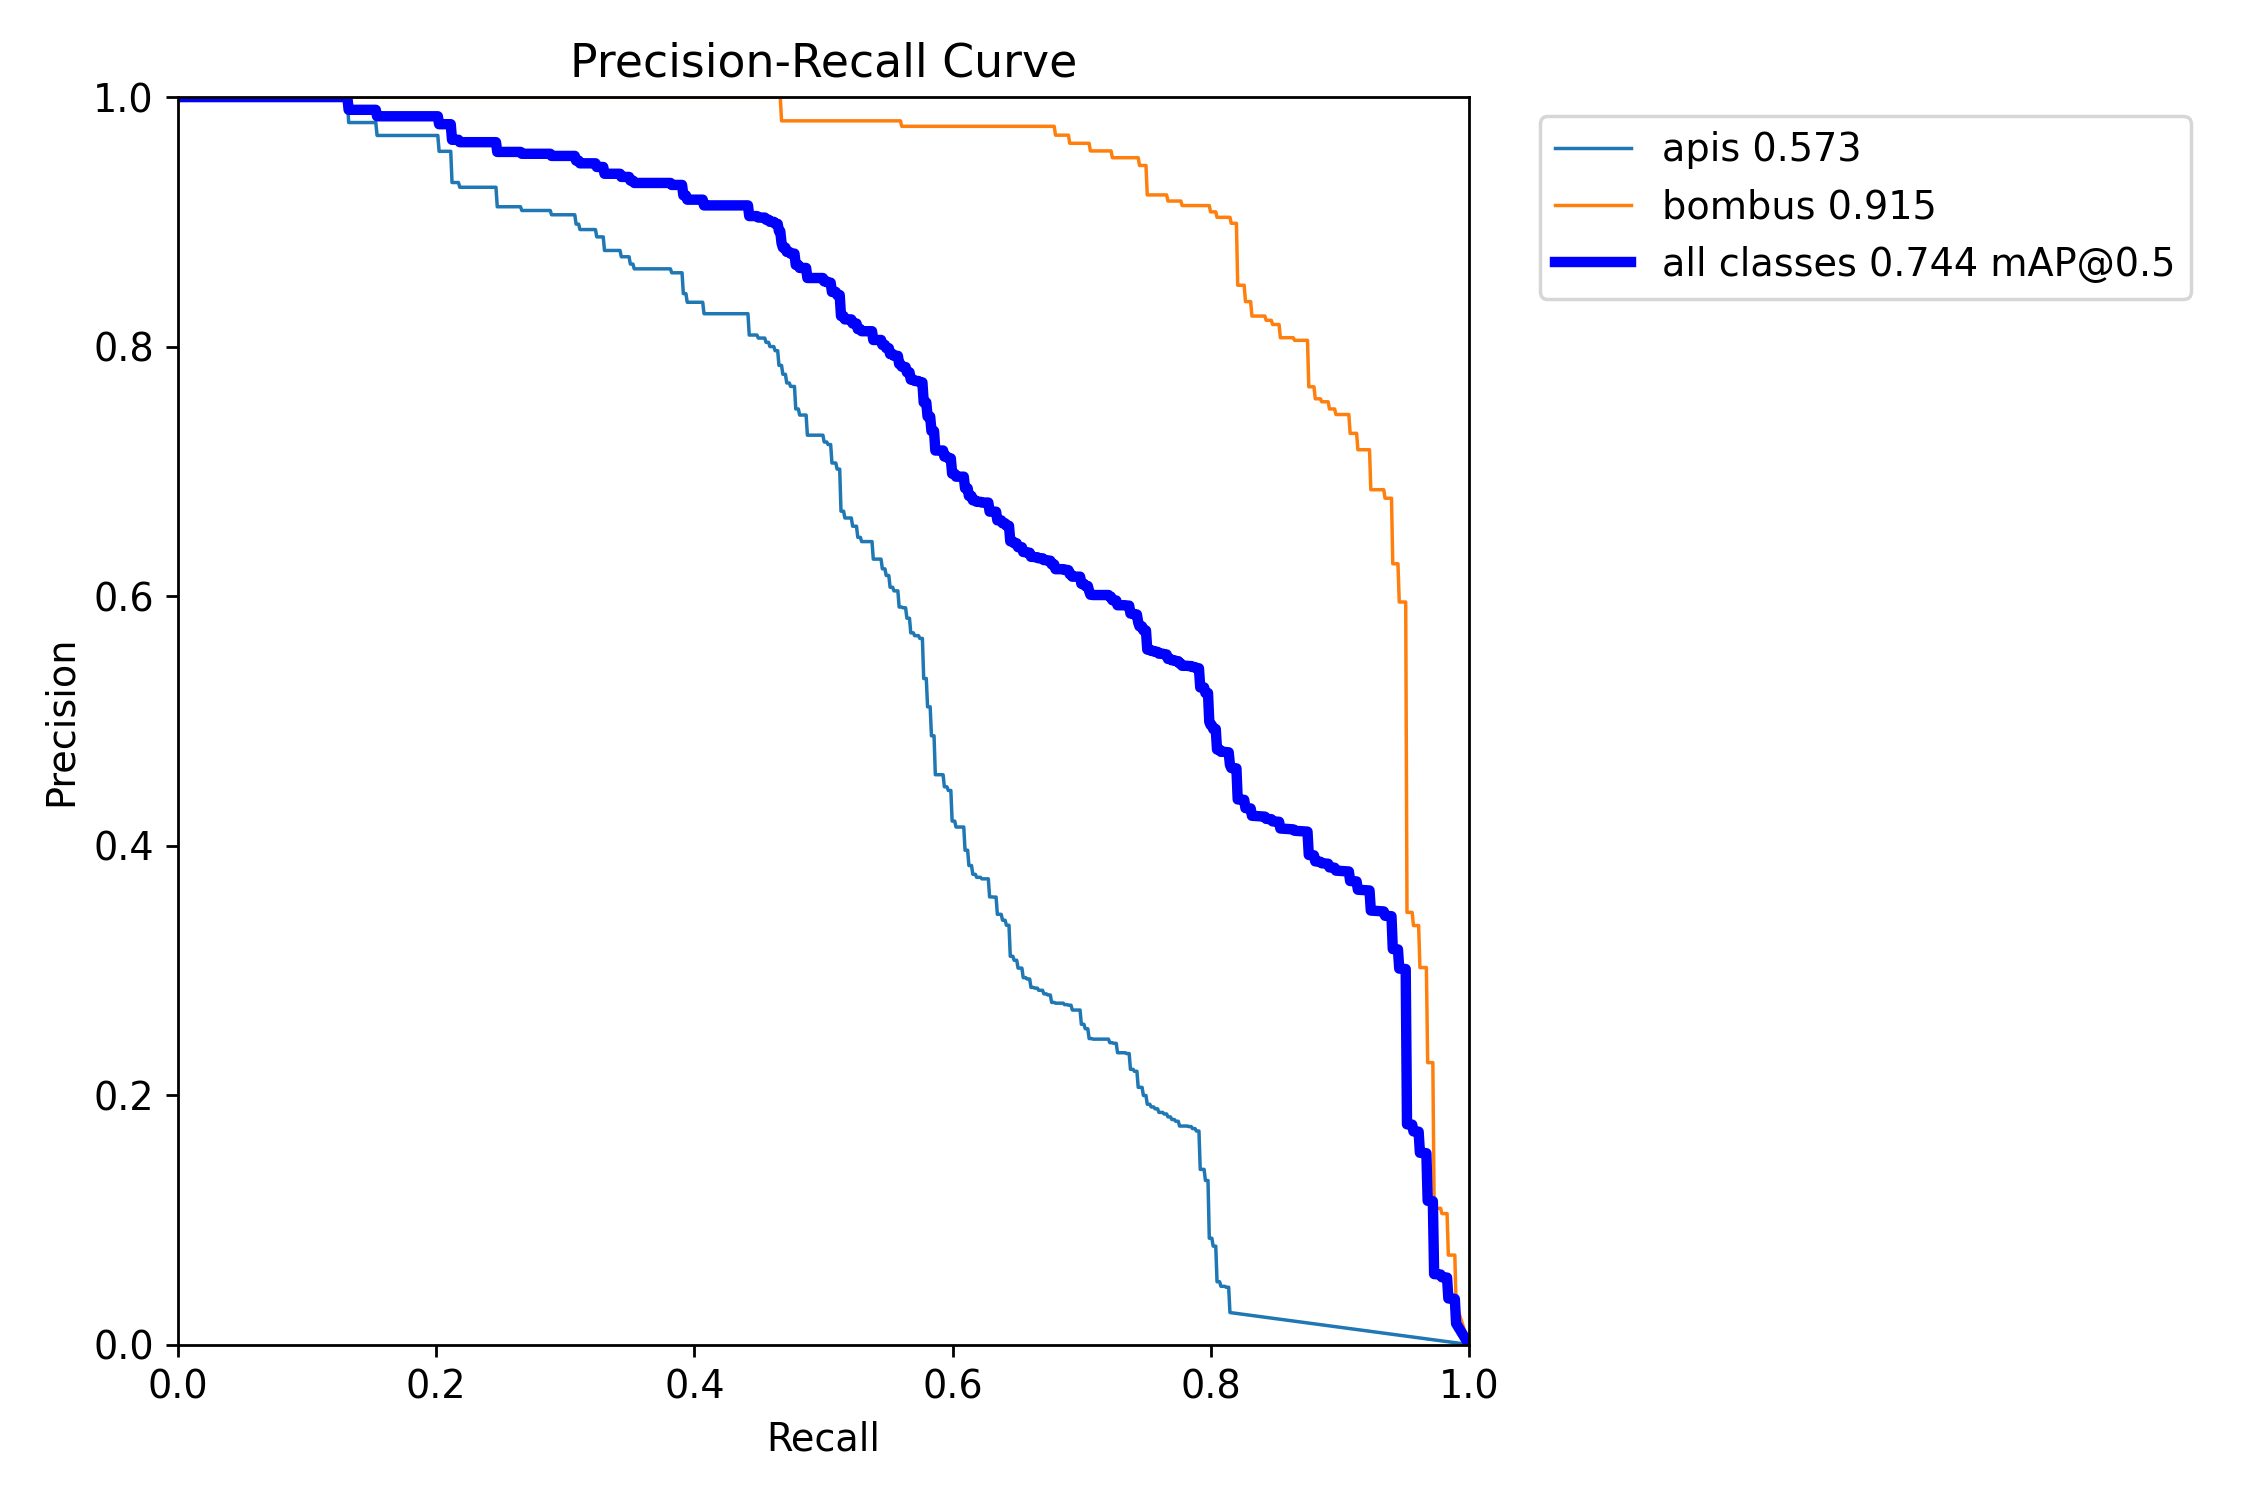 Precision-Recall Curve
apis 0.573
bombus 0.915
all classes 0.744 mAP@0.5
1.0
0.8
0.6
0.4
0.2
0.0
Precision
0.0 0.2 0.4 0.6 0.8 1.0
Recall